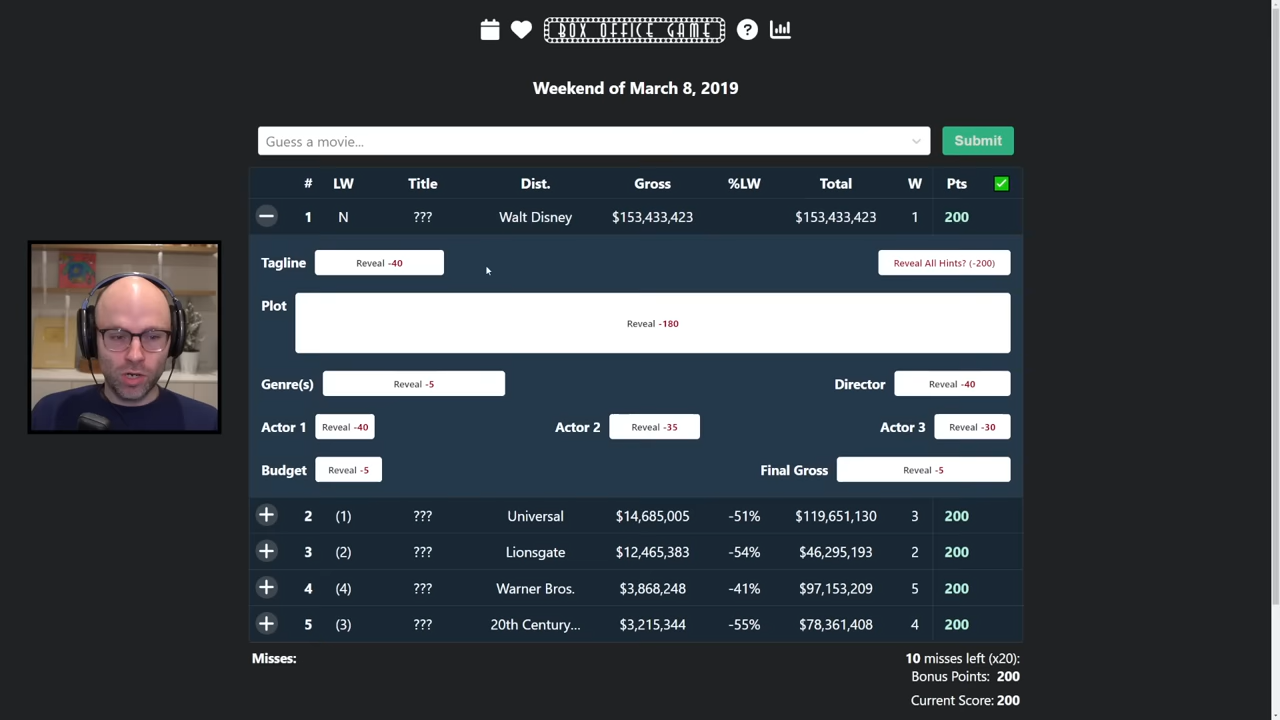 BOX OFFICE GAME ?
Weekend of March 8, 2019
Guess a movie... Submit
# LW Title Dist. Gross %LW Total W Pts
1 N ??? Walt Disney $153,433,423 $153,433,423 1 200
Tagline Reveal -40 Reveal All Hints? (-200)
Plot Reveal -180
Genre(s) Reveal -5 Director Reveal -40
Actor 1 Reveal -40 Actor 2 Reveal -35 Actor 3 Reveal -30
Budget Reveal -5 Final Gross Reveal -5
2 (1) ??? Universal $14,685,005 -51% $119,651,130 3 200
3 (2) ??? Lionsgate $12,465,383 -54% $46,295,193 2 200
4 (4) ??? Warner Bros. $3,868,248 -41% $97,153,209 5 200
5 (3) ??? 20th Century... $3,215,344 -55% $78,361,408 4 200
Misses: 10 misses left (x20):
Bonus Points: 200
Current Score: 200